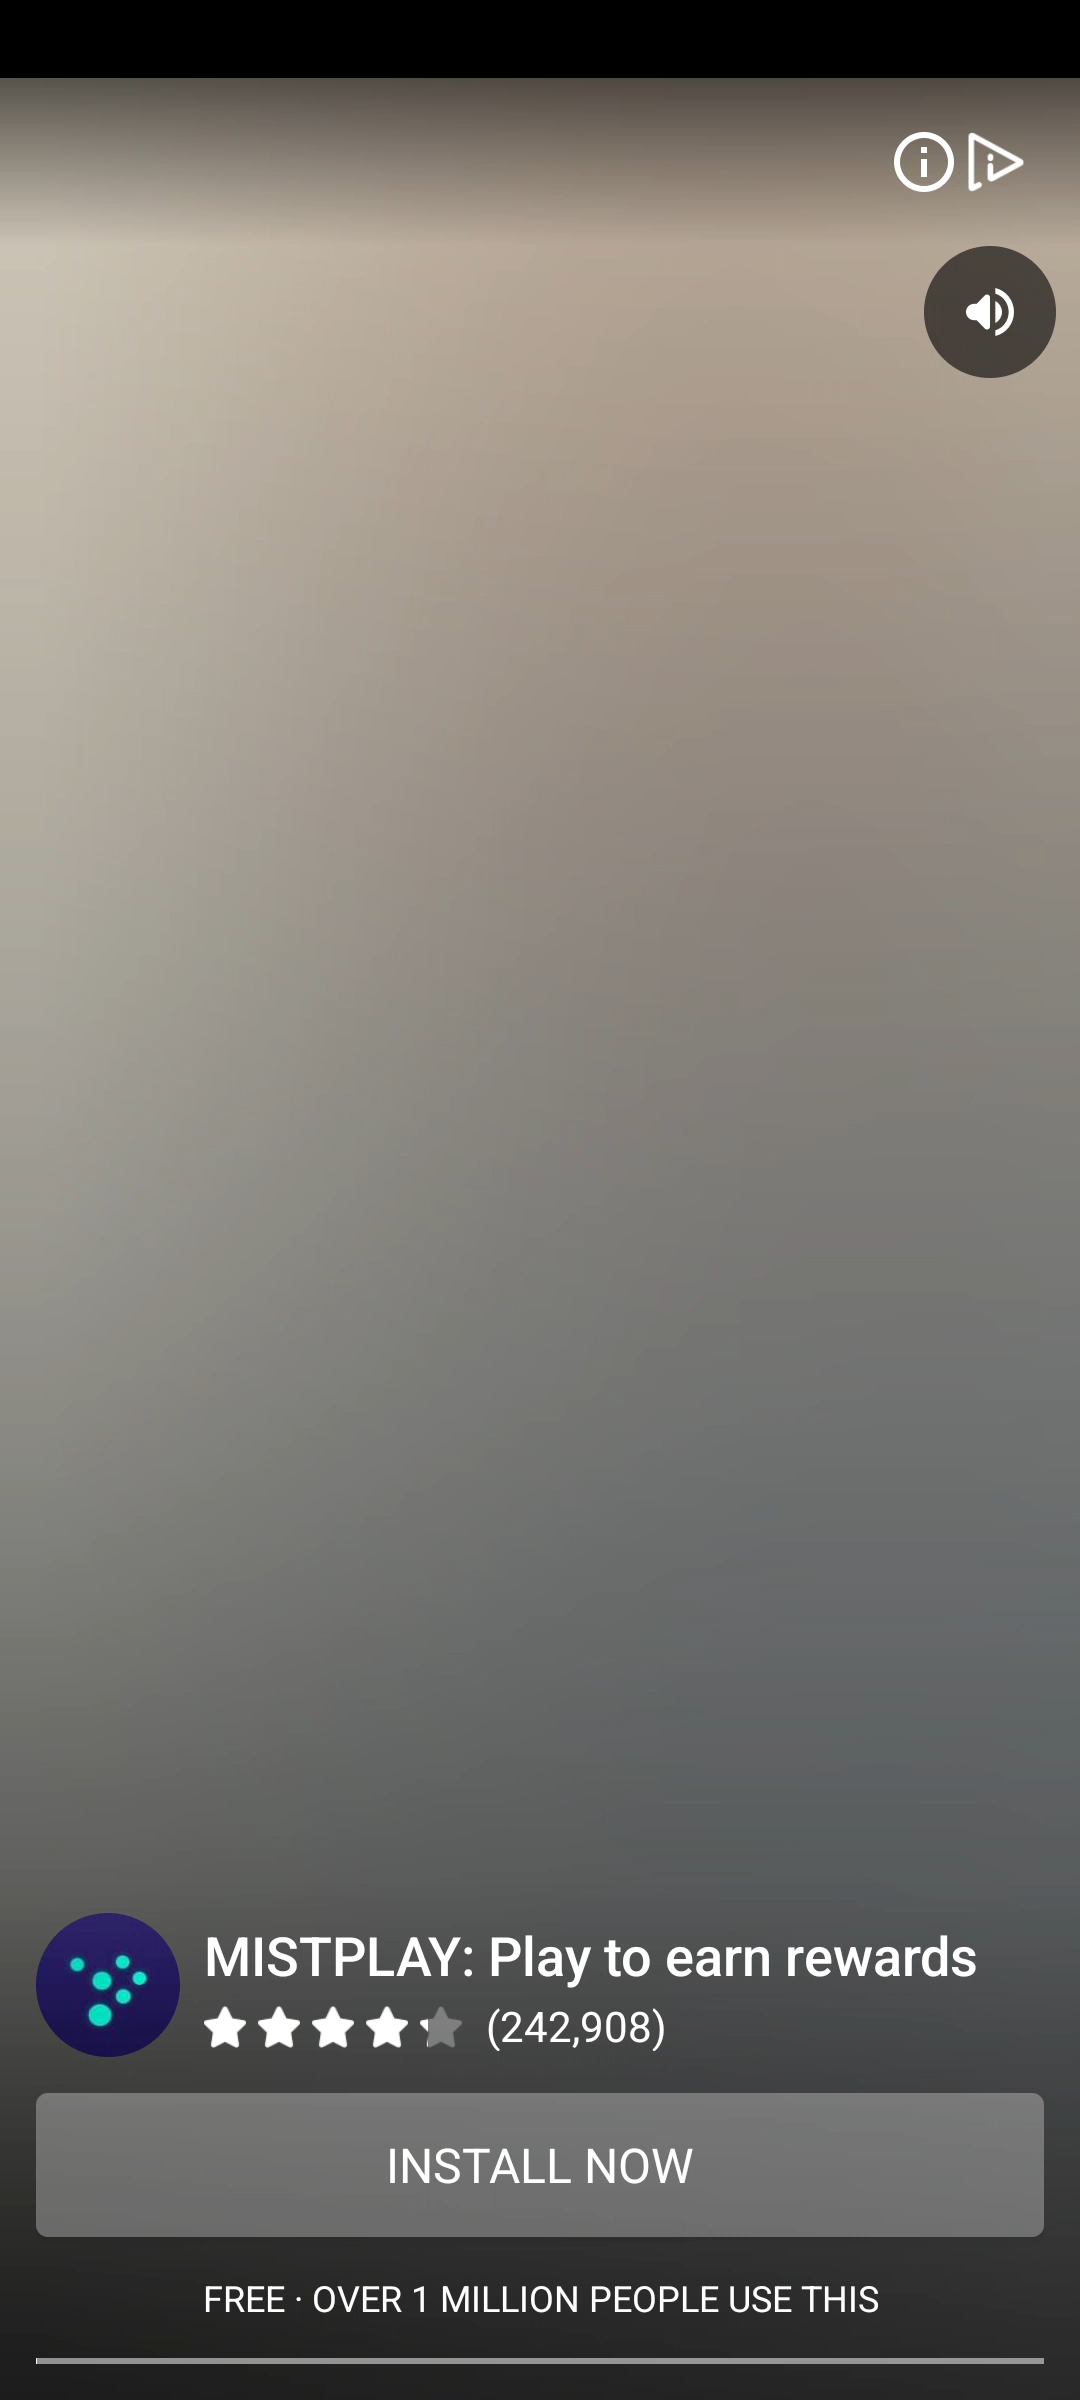 MISTPLAY: Play to earn rewards
(242,908)
INSTALL NOW
FREE · OVER 1 MILLION PEOPLE USE THIS